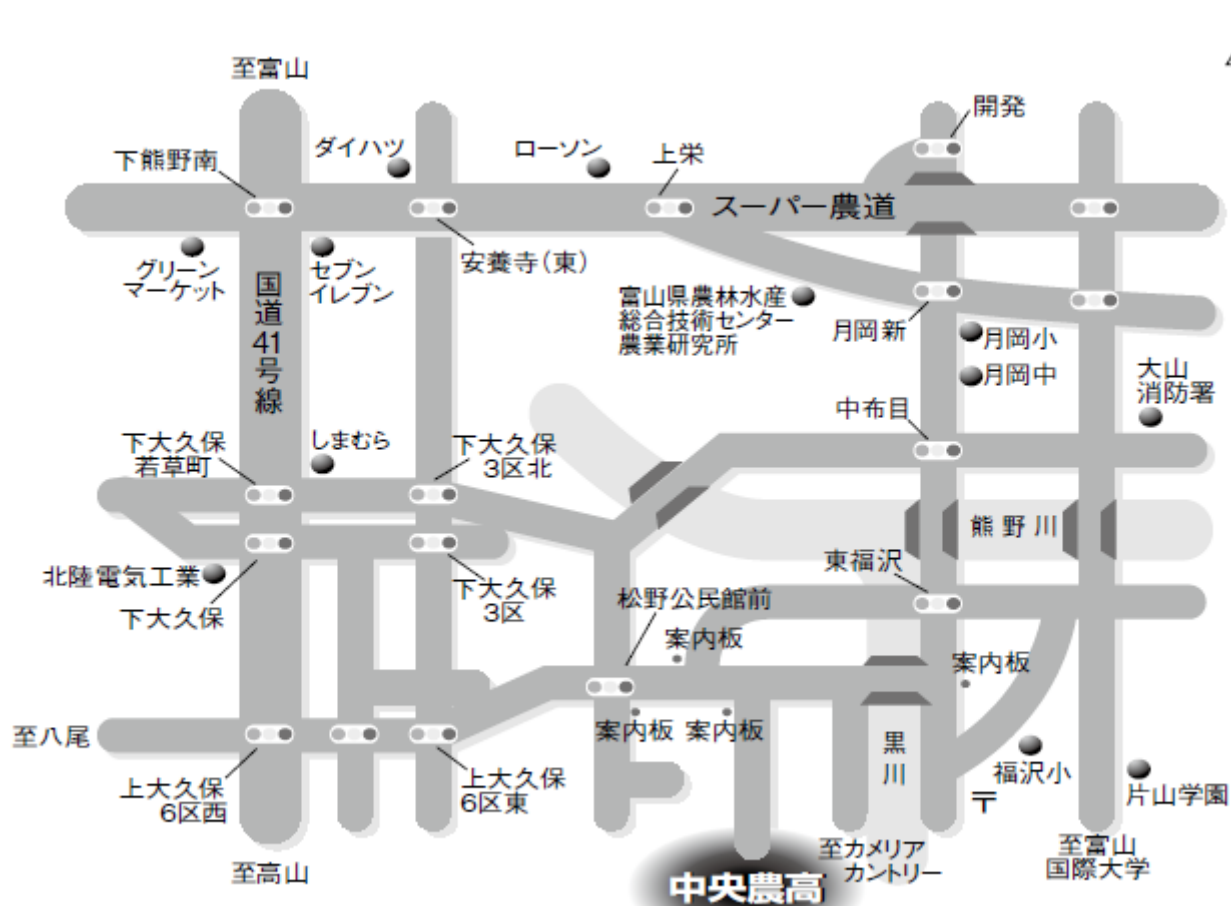 至富山
開発
ダイハツ
ローソン
上栄
下熊野南
スーパー農道
安養寺(東)
グリーン
マーケット
セブン
イレブン
国道41号線
富山県農林水産
総合技術センター
農業研究所
月岡新
月岡小
月岡中
大山
消防署
中布目
下大久保
若草町
しまむら
下大久保
3区北
熊野川
北陸電気工業
下大久保
下大久保
3区
東福沢
松野公民館前
案内板
案内板
案内板
案内板
至八尾
黒川
上大久保
6区西
上大久保
6区東
福沢小
〒
片山学園
至高山
中央農高
至カメリア
カントリー
至富山
国際大学